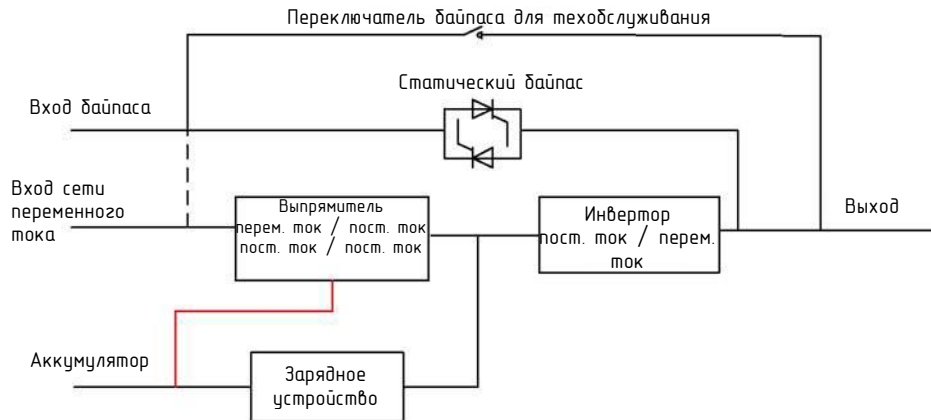 Переключатель байпаса для техобслуживания
Статический байпас
Вход байпаса
Вход сети
переменного
тока
Выпрямитель
перем. ток / пост. ток
пост. ток / пост. ток
Инвертор
пост. ток / перем.
ток
Выход
Аккумулятор
Зарядное
устройство